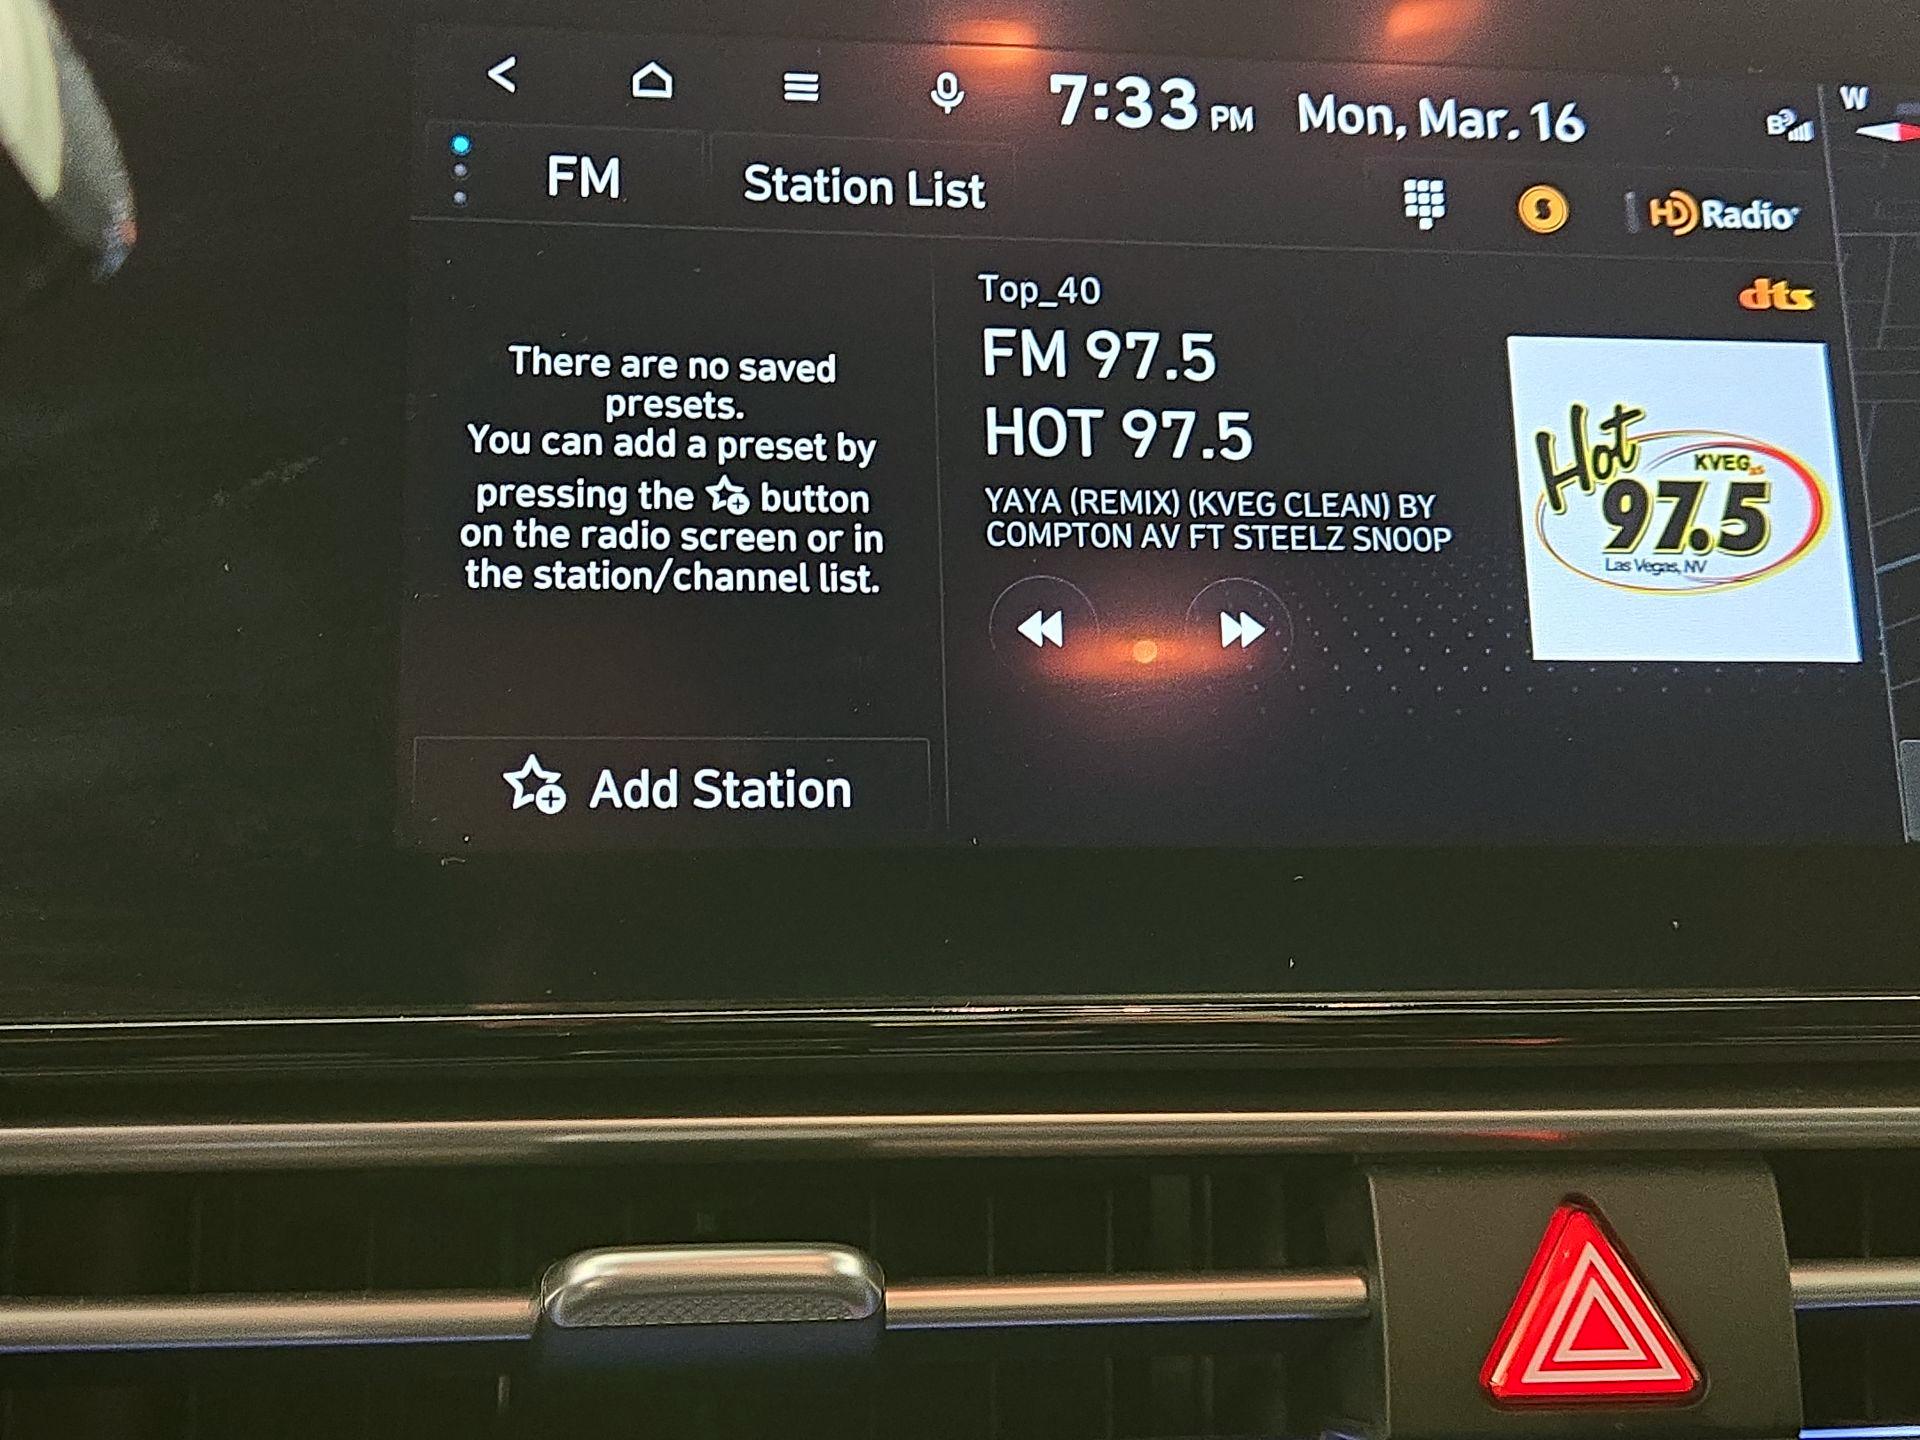 7:33 PM Mon, Mar. 16
W
FM Station List
HD Radio
Top_40
dts
FM 97.5
HOT 97.5
YAYA (REMIX) (KVEG CLEAN) BY
COMPTON AV FT STEELZ SNOOP
Hot
KVEG
97.5
Las Vegas, NV
There are no saved
presets.
You can add a preset by
pressing the button
on the radio screen or in
the station/channel list.
Add Station